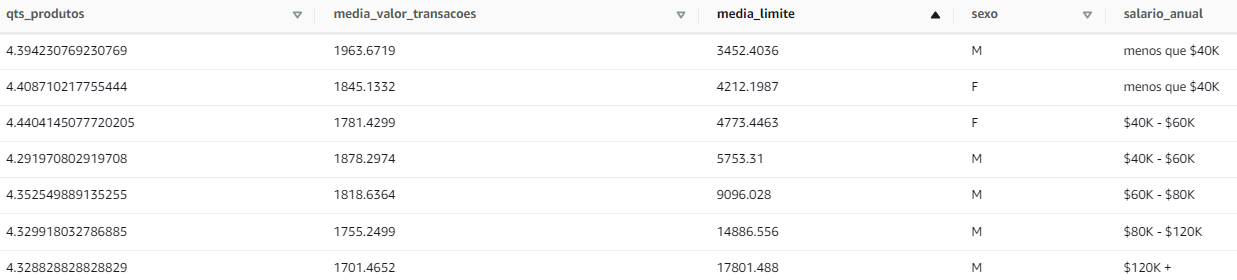 qts_produtos media_valor_transacoes media_limite sexo salario_anual
4.394230769230769 1963.6719 3452.4036 M menos que $40K
4.408710217755444 1845.1332 4212.1987 F menos que $40K
4.4404145077720205 1781.4299 4773.4463 F $40K - $60K
4.291970802919708 1878.2974 5753.31 M $40K - $60K
4.352549889135255 1818.6364 9096.028 M $60K - $80K
4.329918032786885 1755.2499 14886.556 M $80K - $120K
4.328828828828829 1701.4652 17801.488 M $120K +